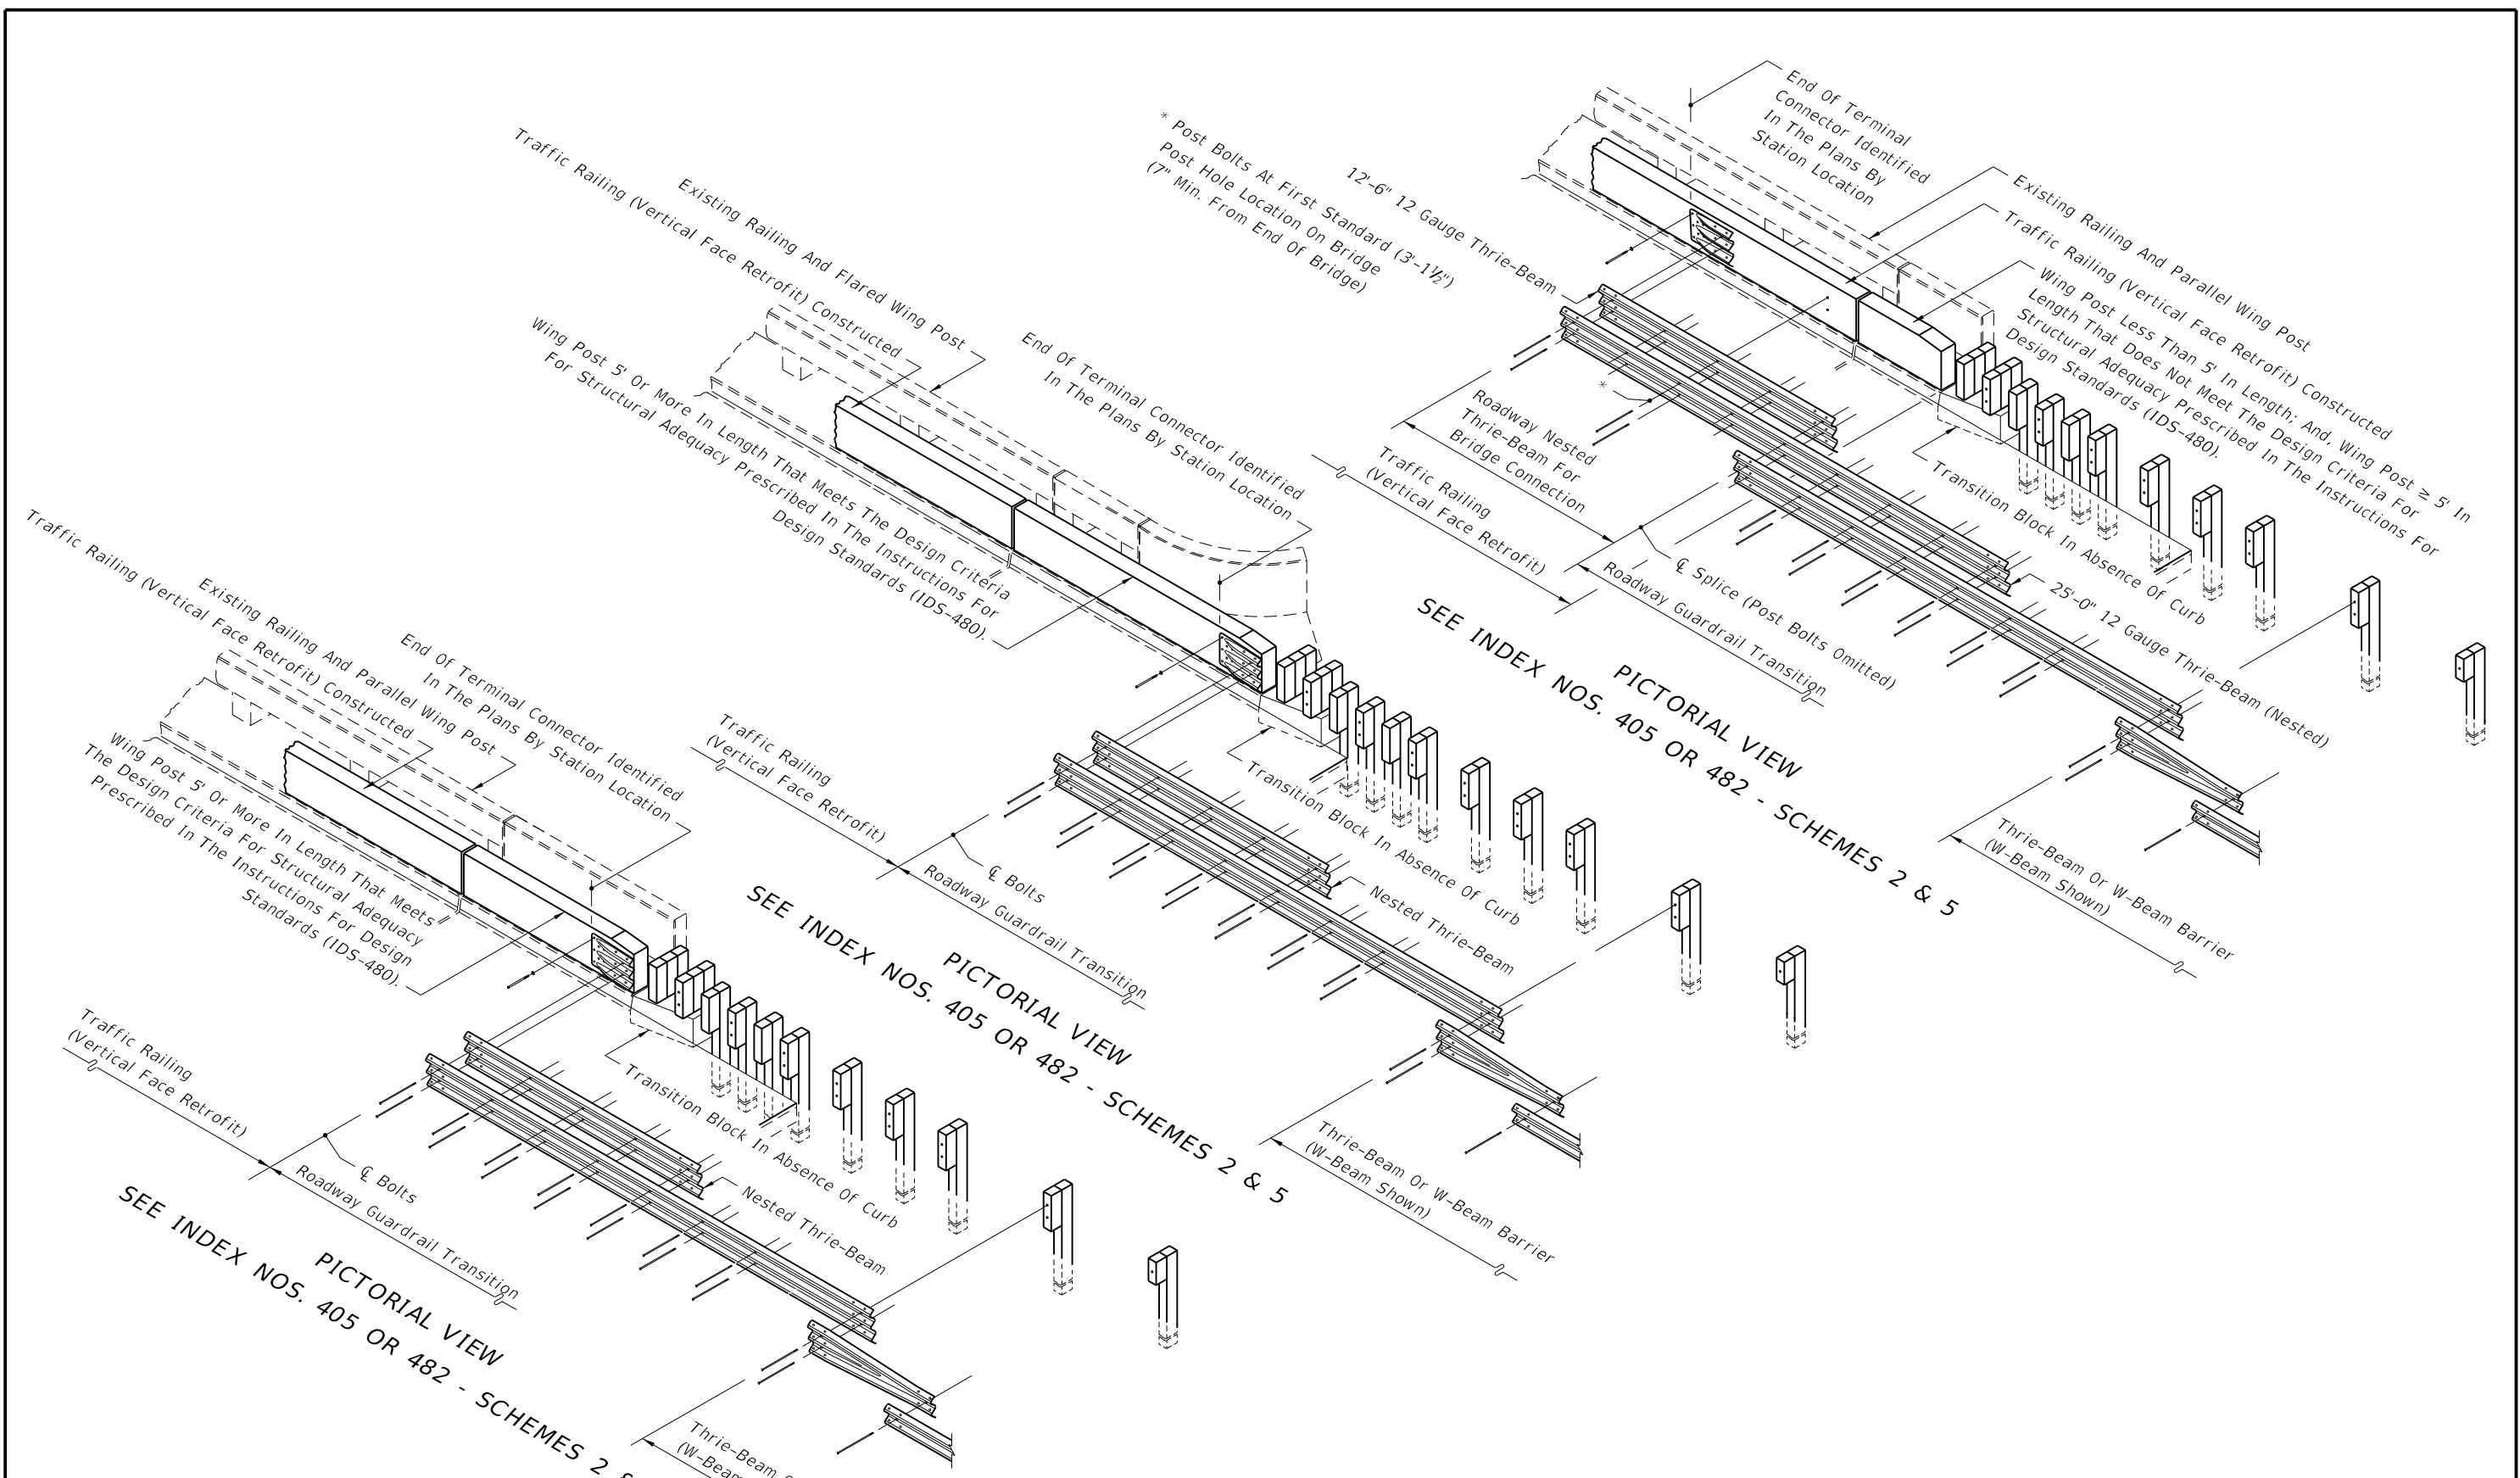 End Of Terminal
Connector Identified
In The Plans By
Station Location
* Post Bolts At First Standard (3'-1½")
Post Hole Location On Bridge
(7" Min. From End Of Bridge)
12'-6" 12 Gauge Thrie-Beam
Existing Railing And Parallel Wing Post
Traffic Railing (Vertical Face Retrofit) Constructed
Wing Post Less Than 5' In Length; And, Wing Post ≥ 5' In
Length That Does Not Meet The Design Criteria For
Structural Adequacy Prescribed In The Instructions For
Design Standards (IDS-480).
*
Roadway Nested
Thrie-Beam For
Bridge Connection
Traffic Railing
(Vertical Face Retrofit)
Transition Block In Absence Of Curb
℄ Splice (Post Bolts Omitted)
Roadway Guardrail Transition
25'-0" 12 Gauge Thrie-Beam (Nested)
PICTORIAL VIEW
SEE INDEX NOS. 405 OR 482 - SCHEMES 2 & 5
Thrie-Beam Or W-Beam Barrier
(W-Beam Shown)
Existing Railing And Flared Wing Post
Traffic Railing (Vertical Face Retrofit) Constructed
End Of Terminal Connector Identified
In The Plans By Station Location
Wing Post 5' Or More In Length That Meets The Design Criteria
For Structural Adequacy Prescribed In The Instructions For
Design Standards (IDS-480).
Traffic Railing
(Vertical Face Retrofit)
Transition Block In Absence Of Curb
℄ Bolts
Roadway Guardrail Transition
Nested Thrie-Beam
PICTORIAL VIEW
SEE INDEX NOS. 405 OR 482 - SCHEMES 2 & 5
Thrie-Beam Or W-Beam Barrier
(W-Beam Shown)
Traffic Railing (Vertical Face Retrofit) Constructed
Existing Railing And Parallel Wing Post
End Of Terminal Connector Identified
In The Plans By Station Location
Wing Post 5' Or More In Length That Meets
The Design Criteria For Structural Adequacy
Prescribed In The Instructions For Design
Standards (IDS-480).
Traffic Railing
(Vertical Face Retrofit)
Transition Block In Absence Of Curb
℄ Bolts
Roadway Guardrail Transition
Nested Thrie-Beam
PICTORIAL VIEW
SEE INDEX NOS. 405 OR 482 - SCHEMES 2 &
Thrie-Beam
(W-Beam